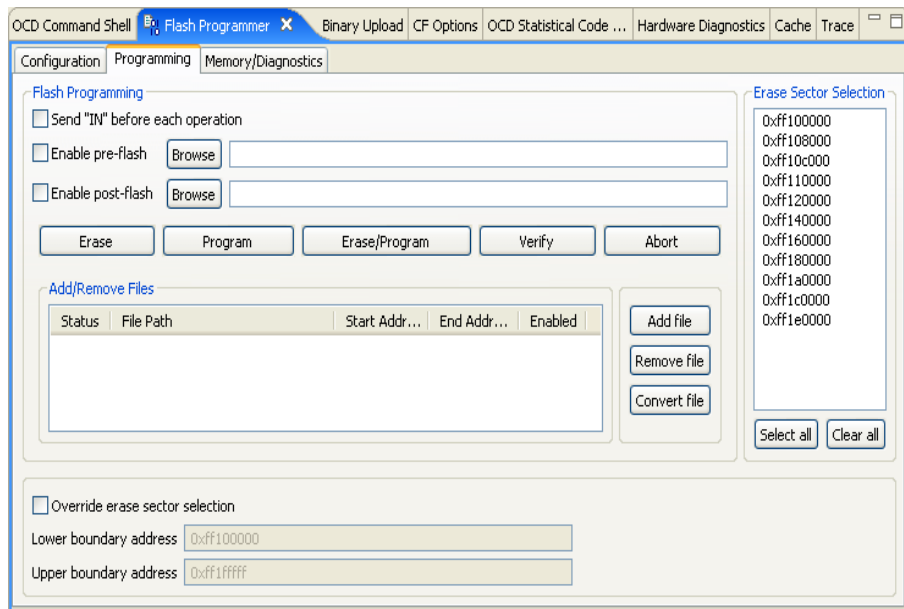 OCD Command Shell Flash Programmer X Binary Upload CF Options OCD Statistical Code ... Hardware Diagnostics Cache Trace
Configuration Programming Memory/Diagnostics
Flash Programming
Send "IN" before each operation
Enable pre-flash Browse
Enable post-flash Browse
Erase Program Erase/Program Verify Abort
Add/Remove Files
Status File Path Start Addr... End Addr... Enabled
Add file
Remove file
Convert file
Erase Sector Selection
0xff100000
0xff108000
0xff10c000
0xff110000
0xff120000
0xff140000
0xff160000
0xff180000
0xff1a0000
0xff1c0000
0xff1e0000
Select all Clear all
Override erase sector selection
Lower boundary address 0xff100000
Upper boundary address 0xff1fffff